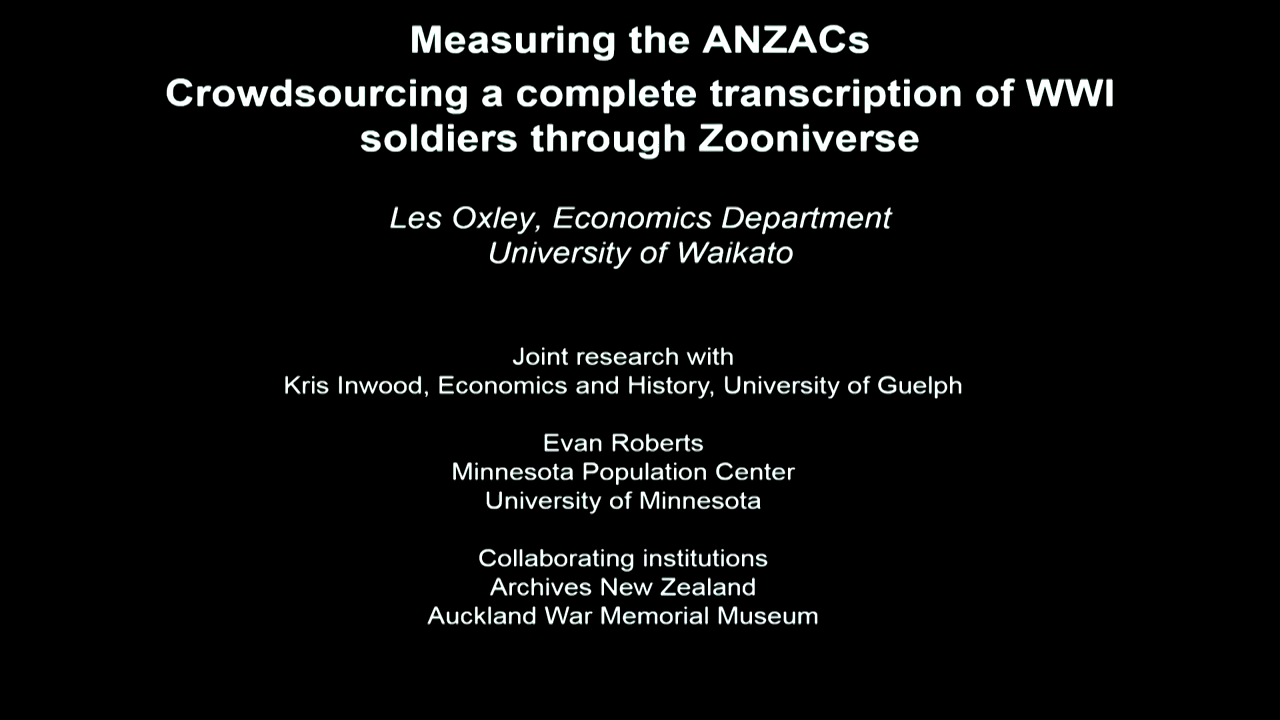 Measuring the ANZACs
Crowdsourcing a complete transcription of WWI
soldiers through Zooniverse
Les Oxley, Economics Department
University of Waikato
Joint research with
Kris Inwood, Economics and History, University of Guelph
Evan Roberts
Minnesota Population Center
University of Minnesota
Collaborating institutions
Archives New Zealand
Auckland War Memorial Museum